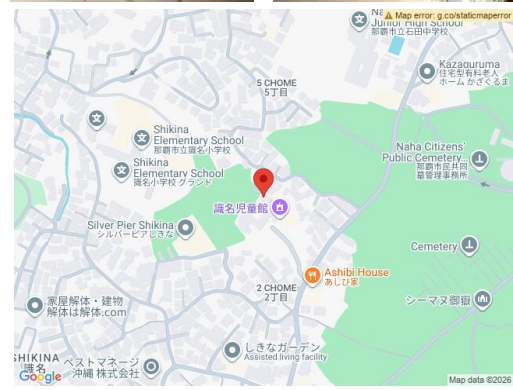 Map error: g.co/staticmaperror
Junior High School
那覇市立石田中学校
Kazaguruma
住宅型有料老人
ホーム かざぐるま
5 CHOME
5丁目
Shikina
Elementary School
那覇市立識名小学校
Shikina
Elementary School
識名小学校 グランド
Naha Citizens'
Public Cemetery...
那覇市民共同
墓管理事務所
識名児童館
Silver Pier Shikina
シルバーピアしきな
Cemetery
Ashibi House
あしび家
2 CHOME
2丁目
シーマヌ御嶽
家屋解体・建物
解体は解体.com
しきなガーデン
Assisted living facility
SHIKINA
識名
ベストマネージ
沖縄 株式会社
Google
Map data ©2026